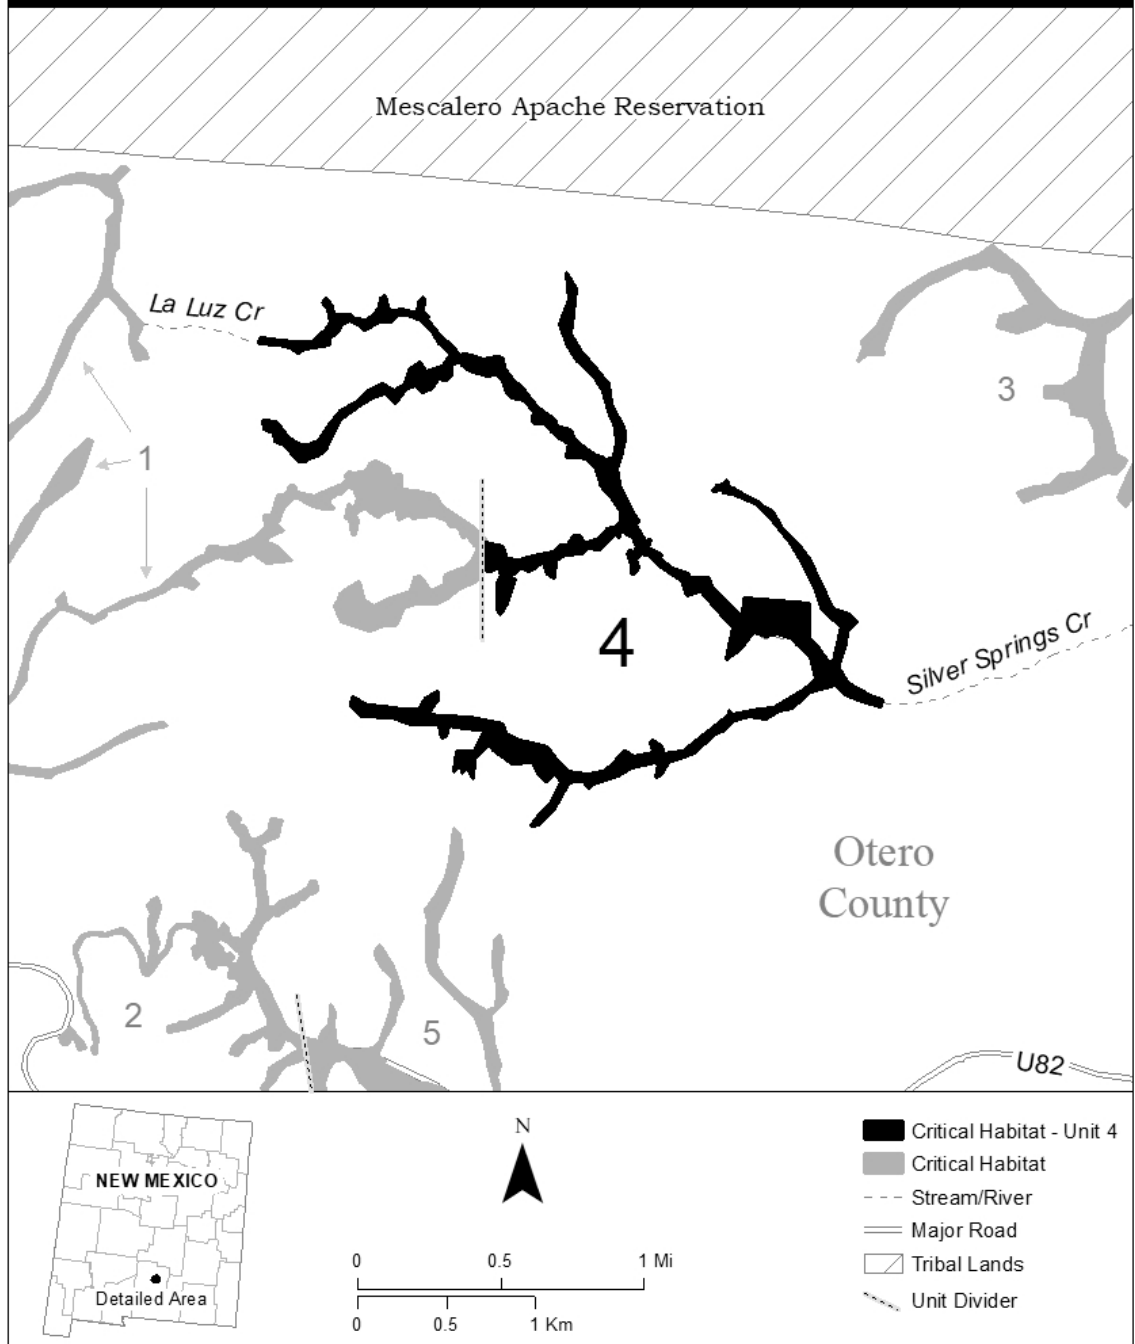 Mescalero Apache Reservation
La Luz Cr
3
1
4
Silver Springs Cr
Otero
County
2
5
U82
NEW MEXICO
Detailed Area
N
0 0.5 1 Mi
0 0.5 1 Km
Critical Habitat - Unit 4
Critical Habitat
Stream/River
Major Road
Tribal Lands
Unit Divider